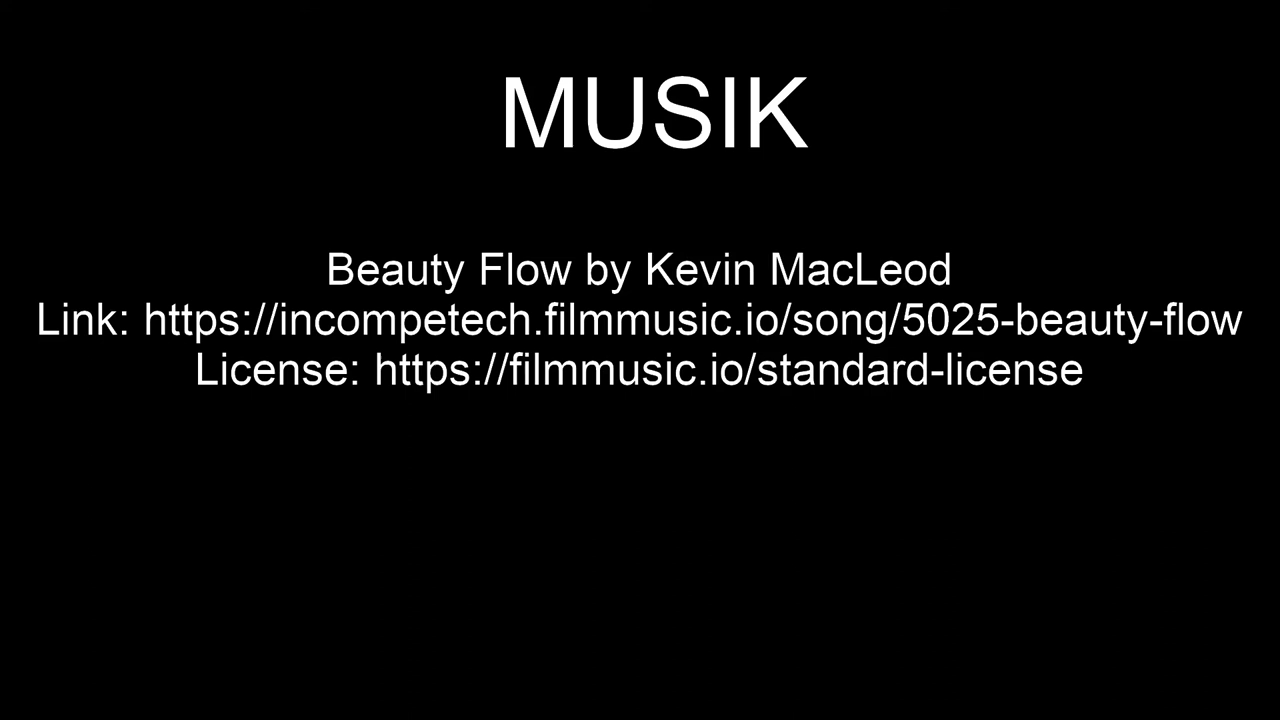 MUSIK
Beauty Flow by Kevin MacLeod
Link: https://incompetech.filmmusic.io/song/5025-beauty-flow
License: https://filmmusic.io/standard-license